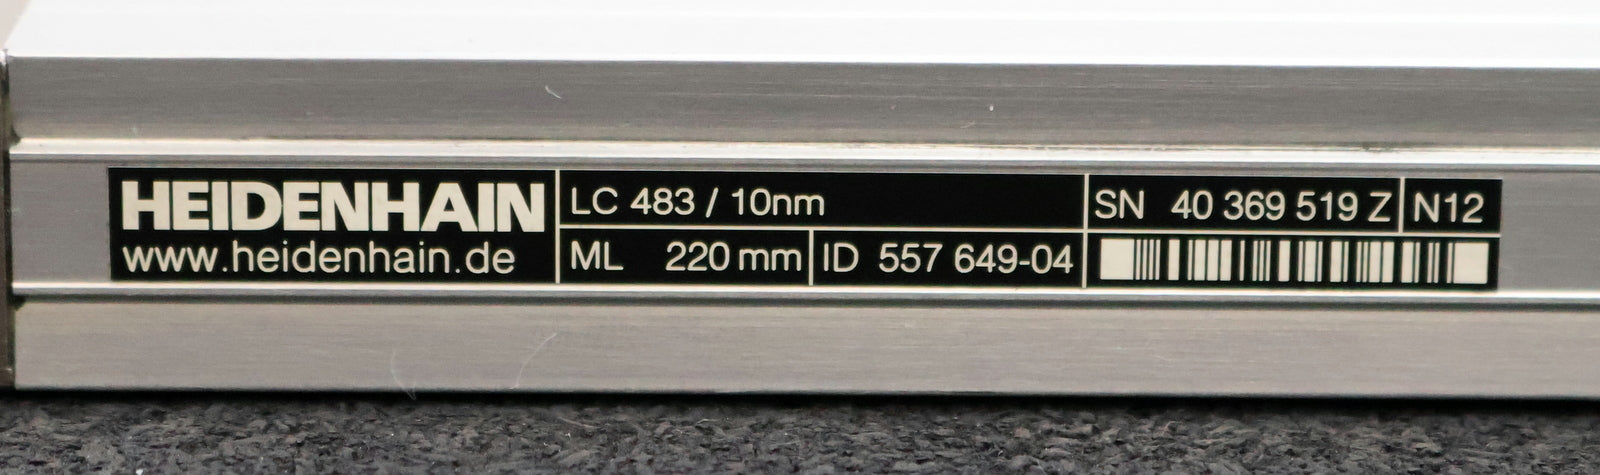 HEIDENHAIN
www.heidenhain.de
LC 483 / 10nm
ML 220 mm
ID 557 649-04
SN 40 369 519 Z
N12